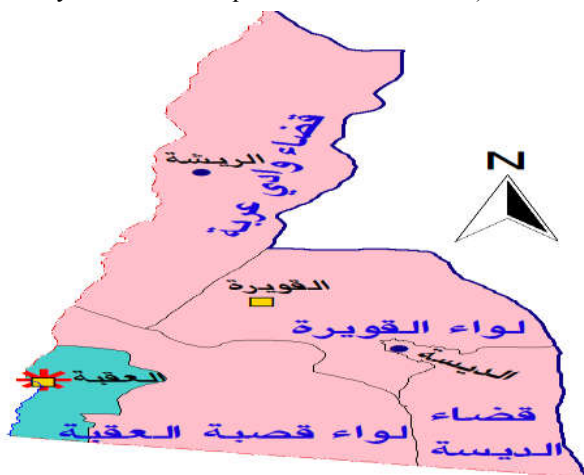 قضاء وادي عربة
الريشة
N
القويرة
لواء القويرة
الديسة
العقبة
قضاء
الديسة
لواء قصبة العقبة